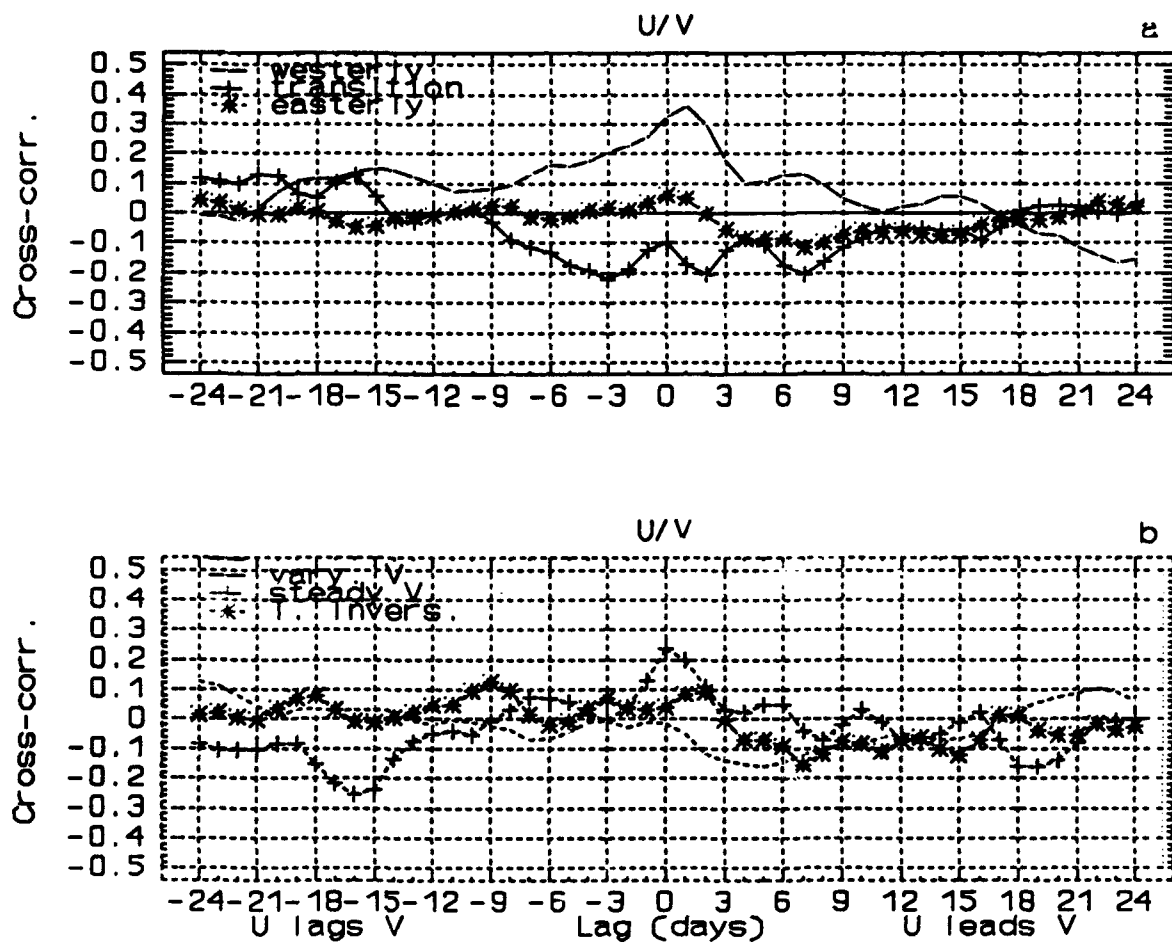 U/V a
0.5
0.4
0.3
0.2
0.1
0
-0.1
-0.2
-0.3
-0.4
-0.5
Cross-corr.
westerly
transition
easterly
-24 -21 -18 -15 -12 -9 -6 -3 0 3 6 9 12 15 18 21 24
U/V b
0.5
0.4
0.3
0.2
0.1
0
-0.1
-0.2
-0.3
-0.4
-0.5
Cross-corr.
vary V
steady V
T. Invers.
-24 -21 -18 -15 -12 -9 -6 -3 0 3 6 9 12 15 18 21 24
U lags V Lag (days) U leads V